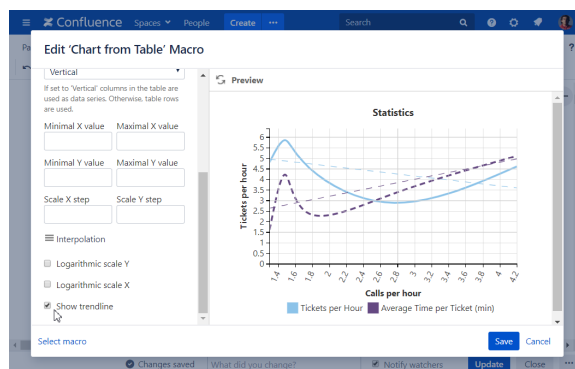 Confluence Spaces People Create ••• Search
Pa
Edit 'Chart from Table' Macro
?
Vertical
If set to 'Vertical' columns in the table are
used as data series. Otherwise, table rows
are used.
Minimal X value Maximal X value
Minimal Y value Maximal Y value
Scale X step Scale Y step
Interpolation
Logarithmic scale Y
Logarithmic scale X
Show trendline
Preview
Statistics
Tickets per hour
6
5.5
5
4.5
4
3.5
3
2.5
2
1.5
1
0.5
0
1.4 1.6 1.8 2 2.2 2.4 2.6 2.8 3 3.2 3.4 3.6 3.8 4 4.2
Calls per hour
Tickets per Hour Average Time per Ticket (min)
Select macro
Save Cancel
Changes saved What did you change? Notify watchers Update Close •••